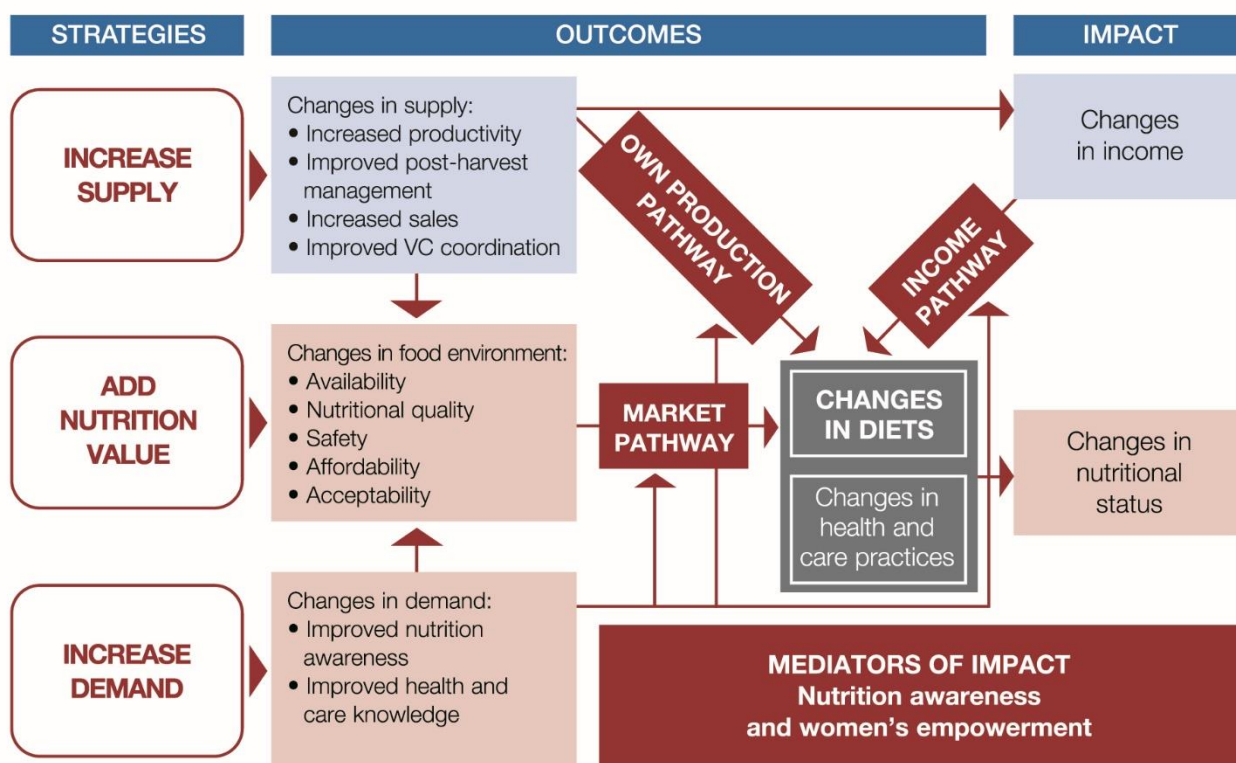 STRATEGIES
OUTCOMES
IMPACT
INCREASE
SUPPLY
Changes in supply:
• Increased productivity
• Improved post-harvest
management
• Increased sales
• Improved VC coordination
OWN PRODUCTION
PATHWAY
Changes
in income
INCOME
PATHWAY
ADD
NUTRITION
VALUE
Changes in food environment:
• Availability
• Nutritional quality
• Safety
• Affordability
• Acceptability
MARKET
PATHWAY
CHANGES
IN DIETS
Changes in
health and
care practices
Changes in
nutritional
status
INCREASE
DEMAND
Changes in demand:
• Improved nutrition
awareness
• Improved health and
care knowledge
MEDIATORS OF IMPACT
Nutrition awareness
and women's empowerment